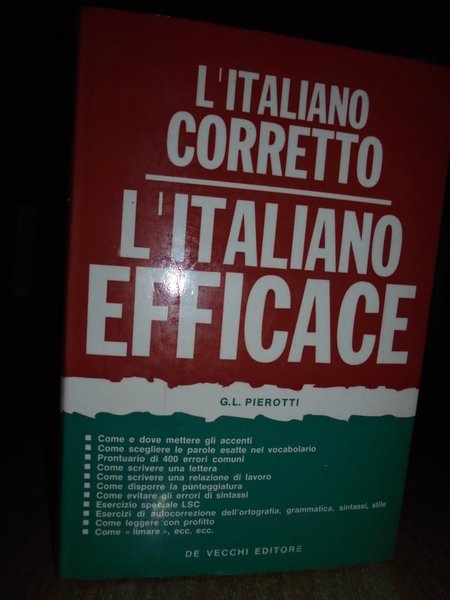 L'ITALIANO
CORRETTO
L'ITALIANO
EFFICACE
G.L. PIEROTTI
■ Come e dove mettere gli accenti
■ Come scegliere le parole esatte nel vocabolario
■ Prontuario di 400 errori comuni
■ Come scrivere una lettera
■ Come scrivere una relazione di lavoro
■ Come disporre la punteggiatura
■ Come evitare gli errori di sintassi
■ Esercizio speciale LSC
■ Esercizi di autocorrezione dell'ortografia, grammatica, sintassi, stile
■ Come leggere con profitto
■ Come « limare », ecc. ecc.
DE VECCHI EDITORE